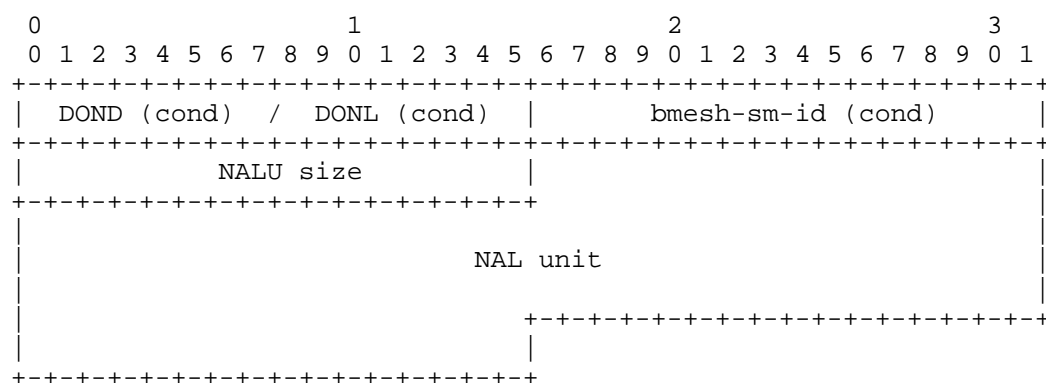 0                   1                   2                   3
 0 1 2 3 4 5 6 7 8 9 0 1 2 3 4 5 6 7 8 9 0 1 2 3 4 5 6 7 8 9 0 1
+-+-+-+-+-+-+-+-+-+-+-+-+-+-+-+-+-+-+-+-+-+-+-+-+-+-+-+-+-+-+-+-+
|  DOND (cond)  /  DONL (cond)  |       bmesh-sm-id (cond)      |
+-+-+-+-+-+-+-+-+-+-+-+-+-+-+-+-+-+-+-+-+-+-+-+-+-+-+-+-+-+-+-+-+
|            NALU size          |                               |
+-+-+-+-+-+-+-+-+-+-+-+-+-+-+-+-+                               |
|                                                               |
|                            NAL unit                           |
|                                                               |
|                               +-+-+-+-+-+-+-+-+-+-+-+-+-+-+-+-+
|                               |
+-+-+-+-+-+-+-+-+-+-+-+-+-+-+-+-+